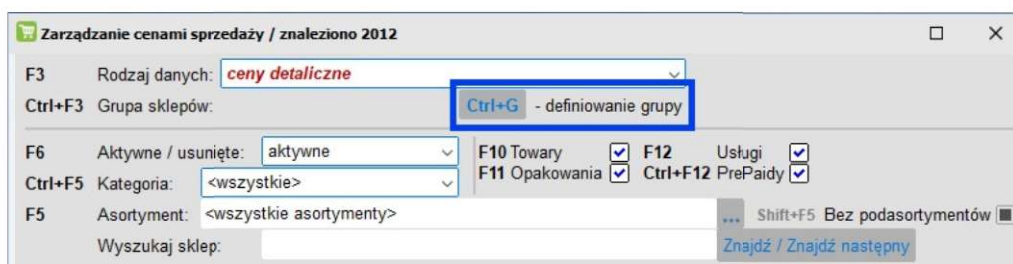 Zarządzanie cenami sprzedaży / znaleziono 2012
F3 Rodzaj danych: ceny detaliczne
Ctrl+F3 Grupa sklepów: Ctrl+G - definiowanie grupy
F6 Aktywne / usunięte: aktywne F10 Towary F12 Usługi
Ctrl+F5 Kategoria: <wszystkie> F11 Opakowania Ctrl+F12 PrePaidy
F5 Asortyment: <wszystkie asortymenty> ... Shift+F5 Bez podasortymentów
Wyszukaj sklep: Znajdź / Znajdź następny